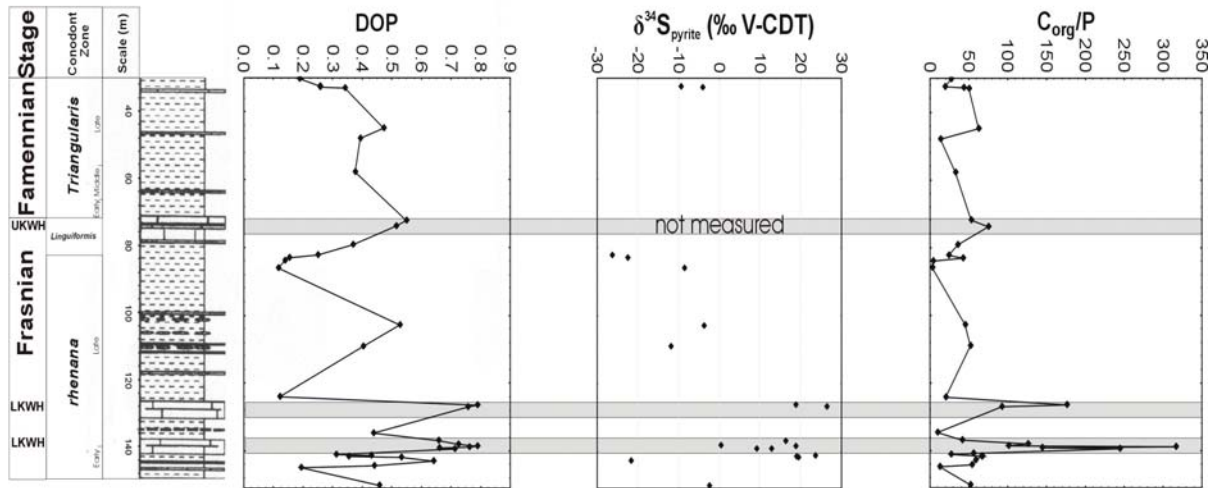 Stage
Conodont Zone
Scale (m)
DOP
δ³⁴S pyrite (‰ V-CDT)
C org/P
0.0 0.1 0.2 0.3 0.4 0.5 0.6 0.7 0.8 0.9
-30 -20 -10 0 10 20 30
0 50 100 150 200 250 300 350
Famennian
Triangularis
Late
Middle
Early
40
60
UKWH
Linguiformis
not measured
80
Frasnian
rhenana
Late
100
120
LKWH
LKWH
140
Early